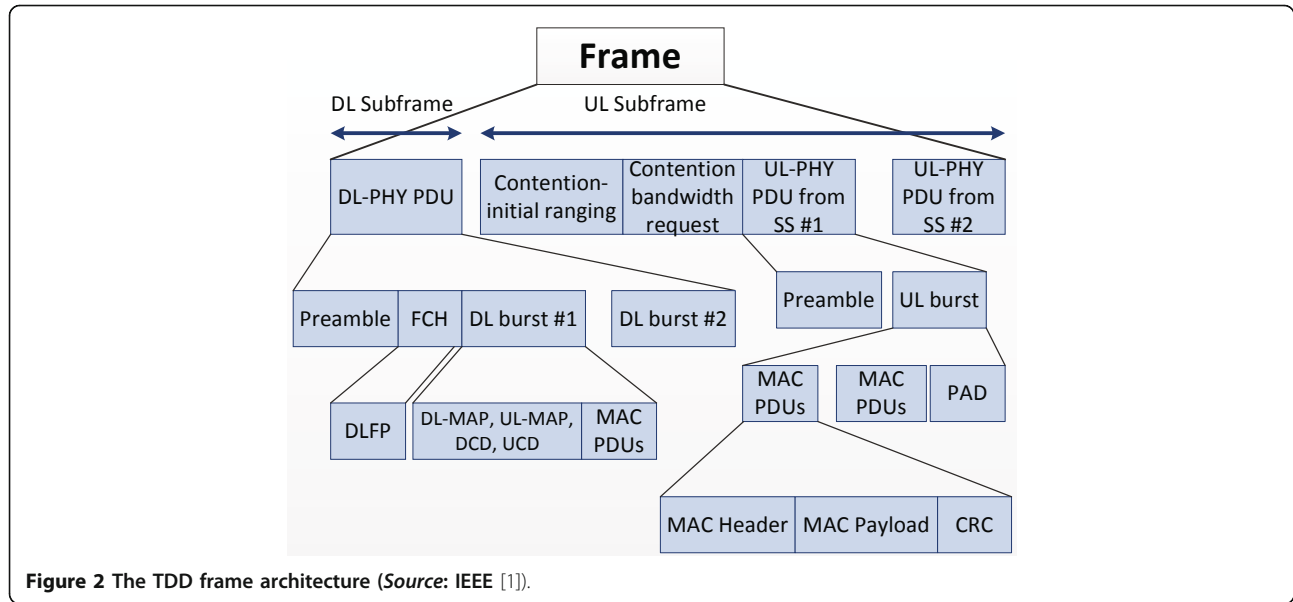 Frame
DL Subframe
UL Subframe
DL-PHY PDU
Contention-
initial ranging
Contention
bandwidth
request
UL-PHY
PDU from
SS #1
UL-PHY
PDU from
SS #2
Preamble
FCH
DL burst #1
DL burst #2
Preamble
UL burst
DLFP
DL-MAP, UL-MAP,
DCD, UCD
MAC
PDUs
MAC
PDUs
MAC
PDUs
PAD
MAC Header
MAC Payload
CRC
Figure 2 The TDD frame architecture (Source: IEEE [1]).